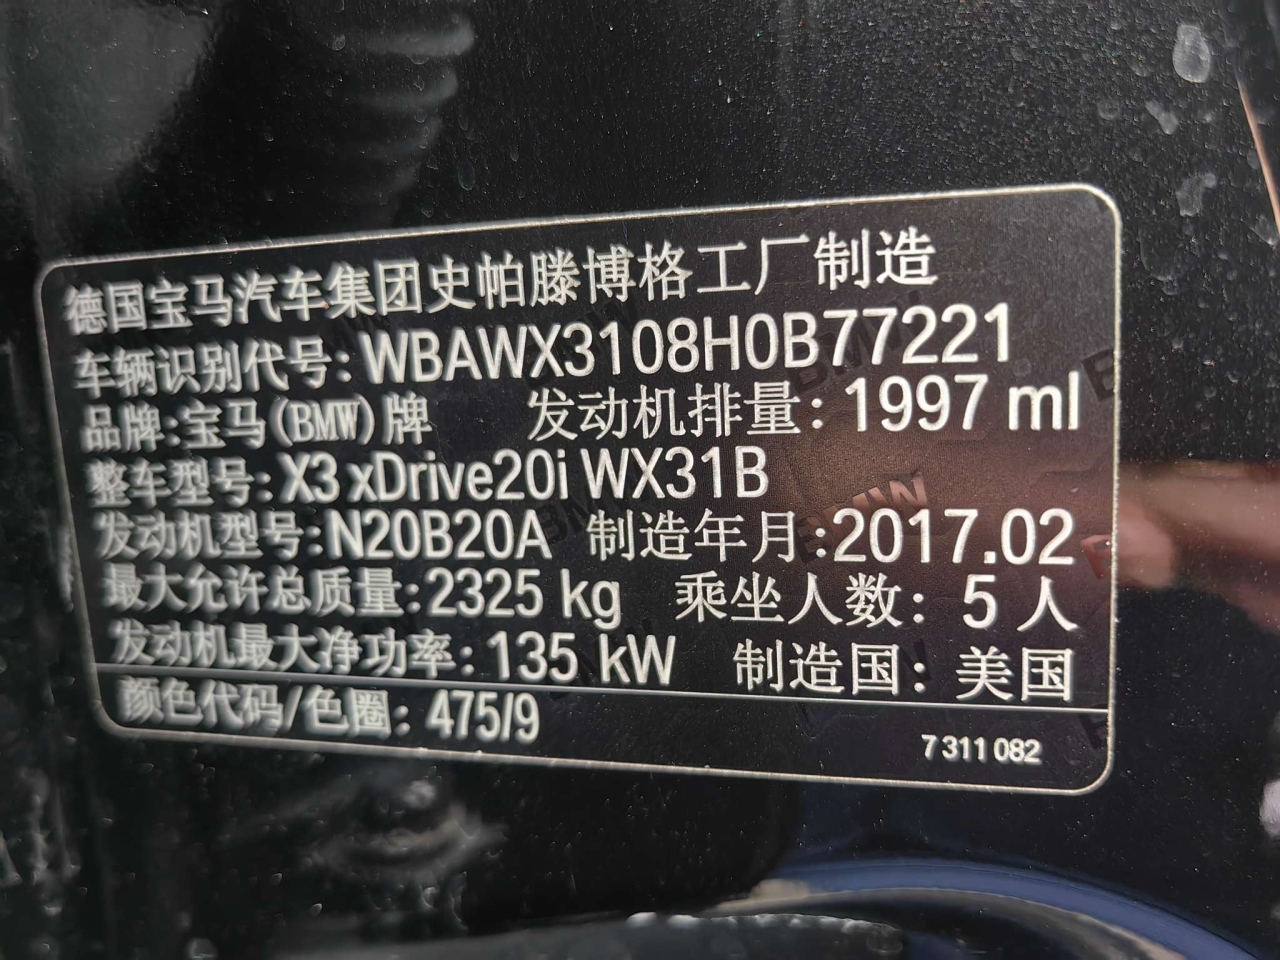 德国宝马汽车集团史帕滕博格工厂制造
车辆识别代号: WBAWX3108H0B77221
品牌:宝马(BMW)牌 发动机排量: 1997 ml
整车型号: X3 xDrive20i WX31B
发动机型号:N20B20A 制造年月:2017.02
最大允许总质量:2325 kg 乘坐人数: 5 人
发动机最大净功率: 135 kW 制造国: 美国
颜色代码/色圈: 475/9
7 311 082